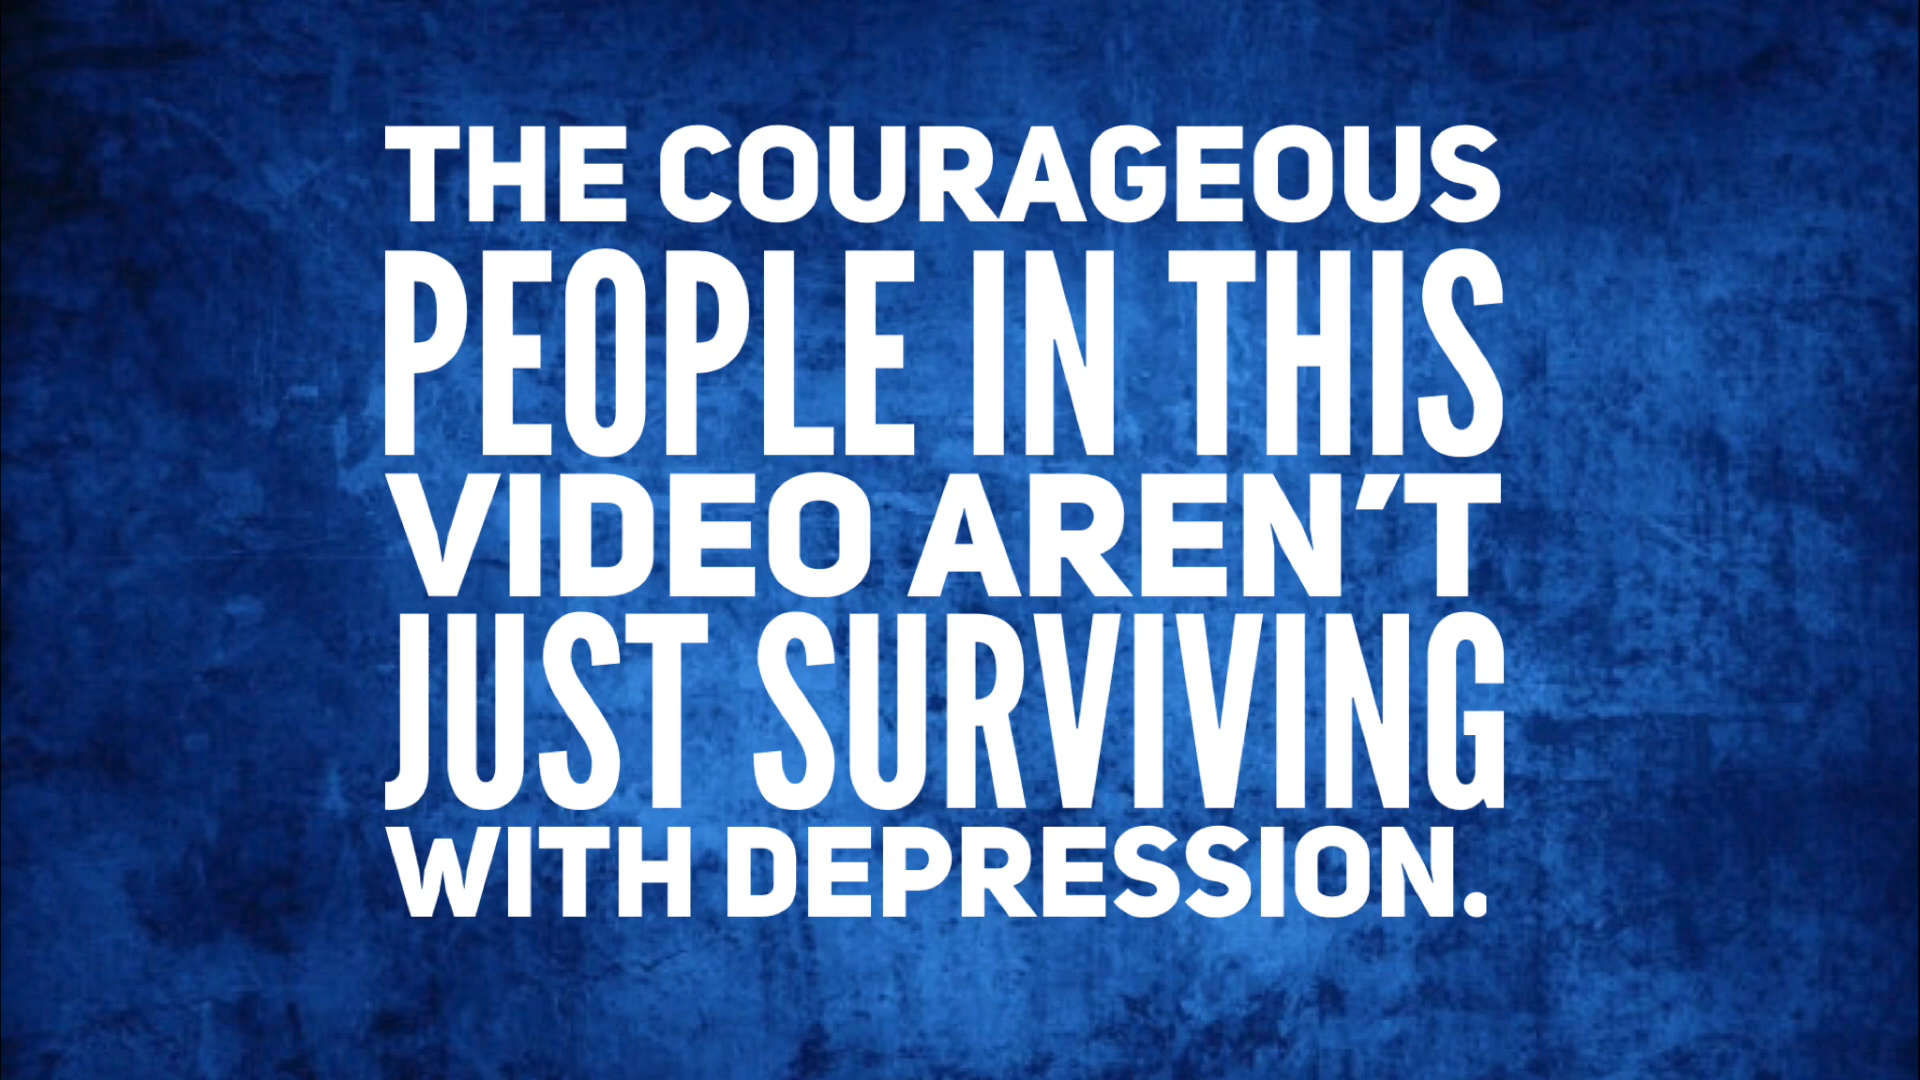 THE COURAGEOUS
PEOPLE IN THIS
VIDEO AREN'T
JUST SURVIVING
WITH DEPRESSION.